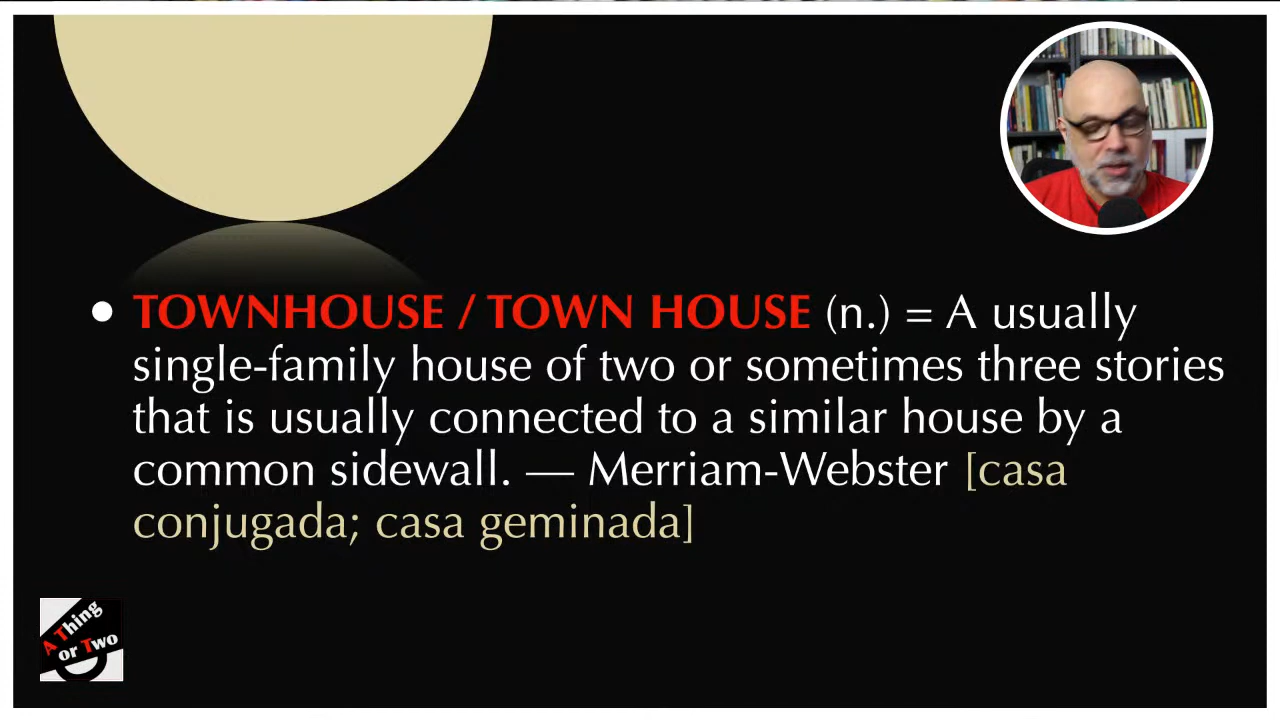 • TOWNHOUSE / TOWN HOUSE (n.) = A usually
single-family house of two or sometimes three stories
that is usually connected to a similar house by a
common sidewall. — Merriam-Webster [casa
conjugada; casa geminada]
A Thing
or Two